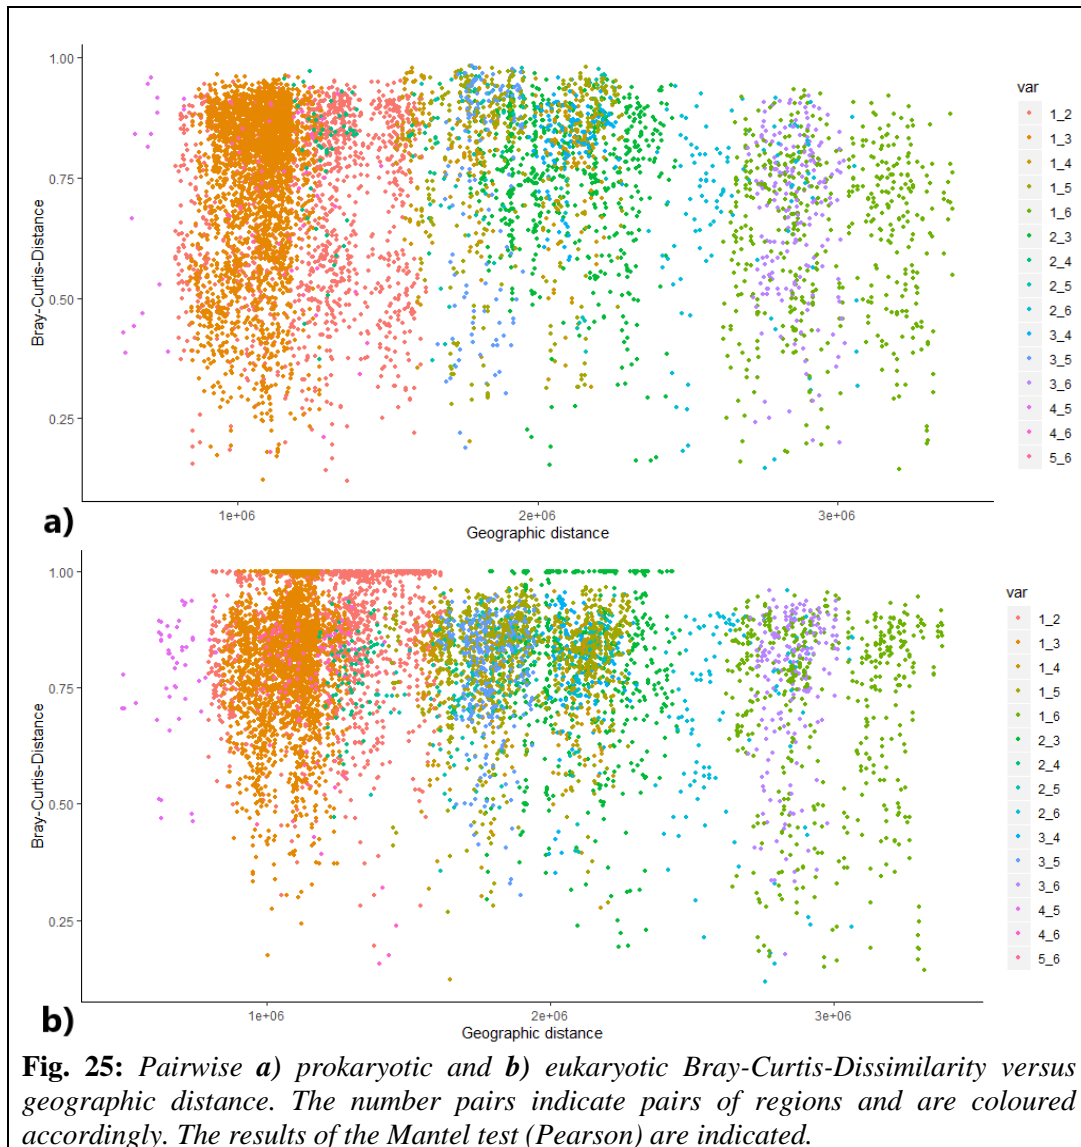 1.00
0.75
0.50
0.25
Bray-Curtis-Distance
1e+06
2e+06
3e+06
Geographic distance
a)
var
1_2
1_3
1_4
1_5
1_6
2_3
2_4
2_5
2_6
3_4
3_5
3_6
4_5
4_6
5_6
1.00
0.75
0.50
0.25
Bray-Curtis-Distance
1e+06
2e+06
3e+06
Geographic distance
b)
var
1_2
1_3
1_4
1_5
1_6
2_3
2_4
2_5
2_6
3_4
3_5
3_6
4_5
4_6
5_6
Fig. 25: Pairwise a) prokaryotic and b) eukaryotic Bray-Curtis-Dissimilarity versus
geographic distance. The number pairs indicate pairs of regions and are coloured
accordingly. The results of the Mantel test (Pearson) are indicated.